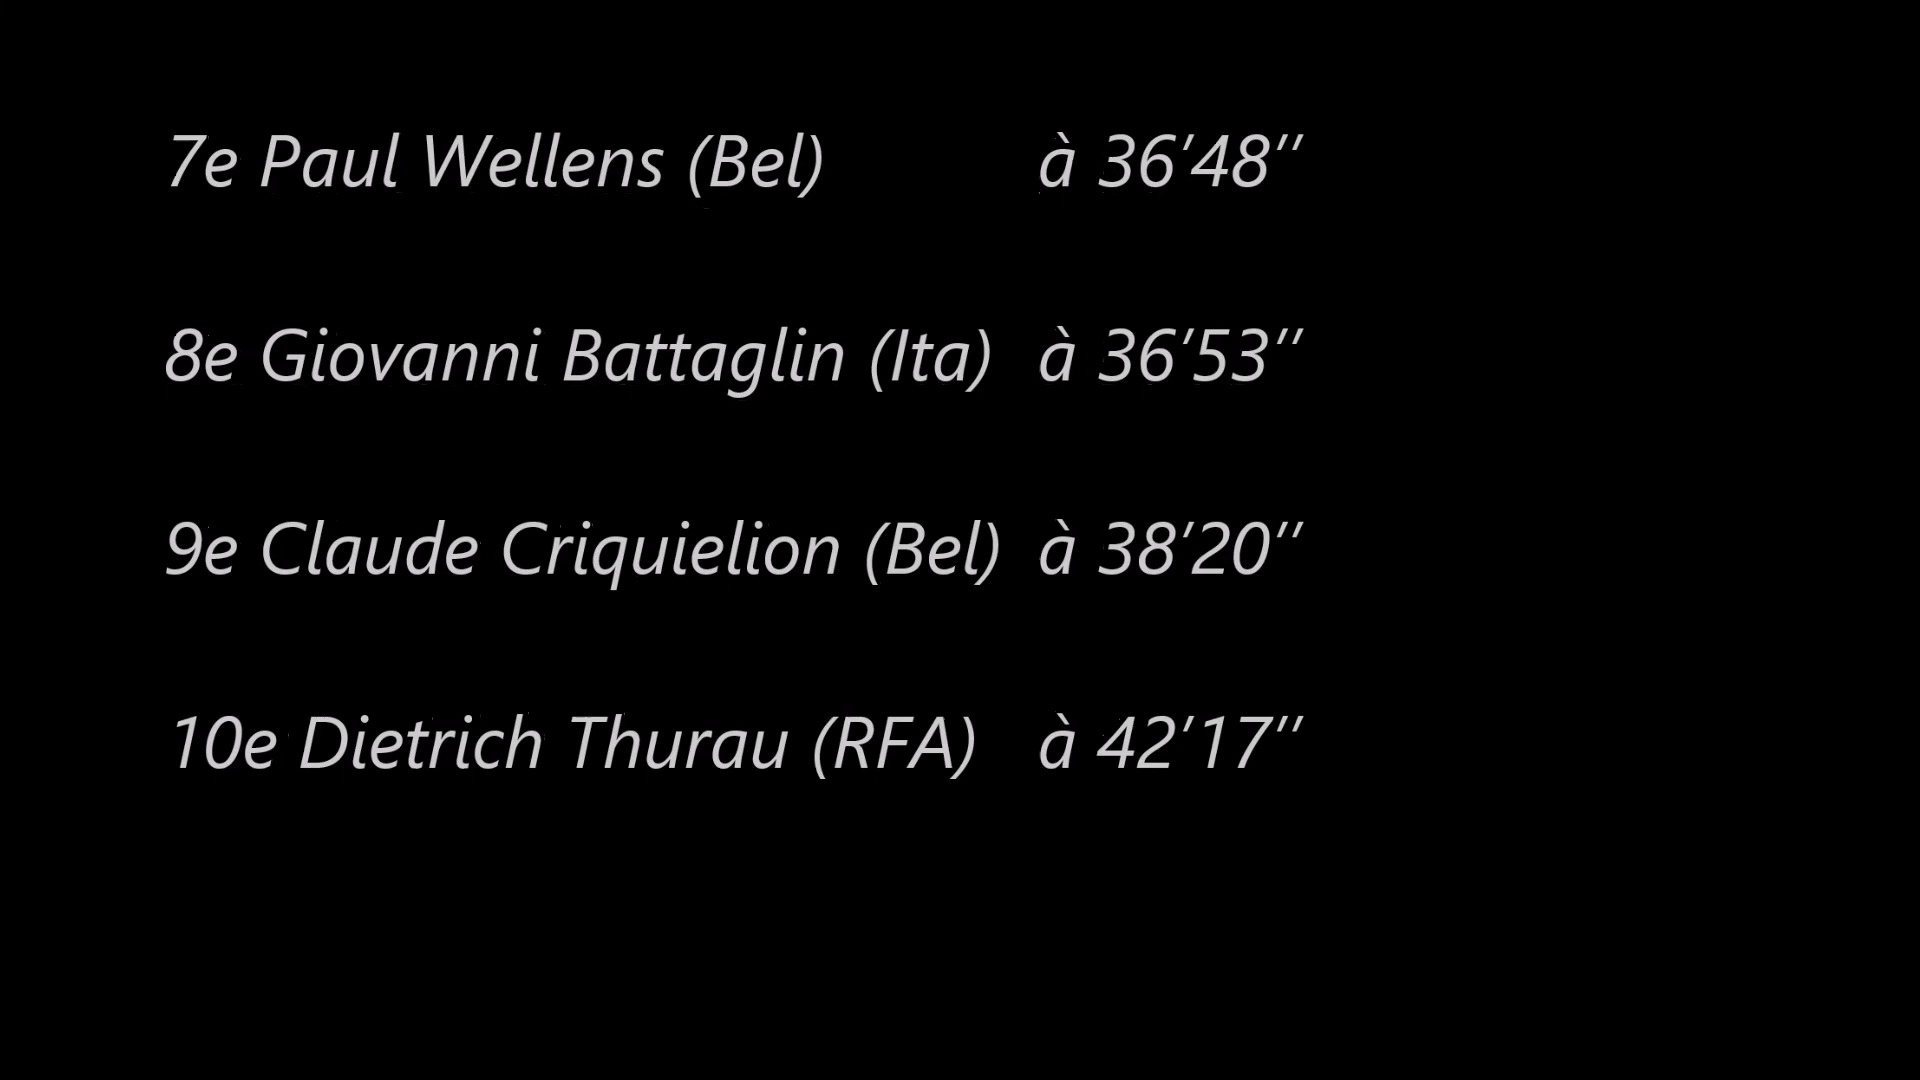 7e Paul Wellens (Bel) à 36’48’’
8e Giovanni Battaglin (Ita) à 36’53’’
9e Claude Criquielion (Bel) à 38’20’’
10e Dietrich Thurau (RFA) à 42’17’’